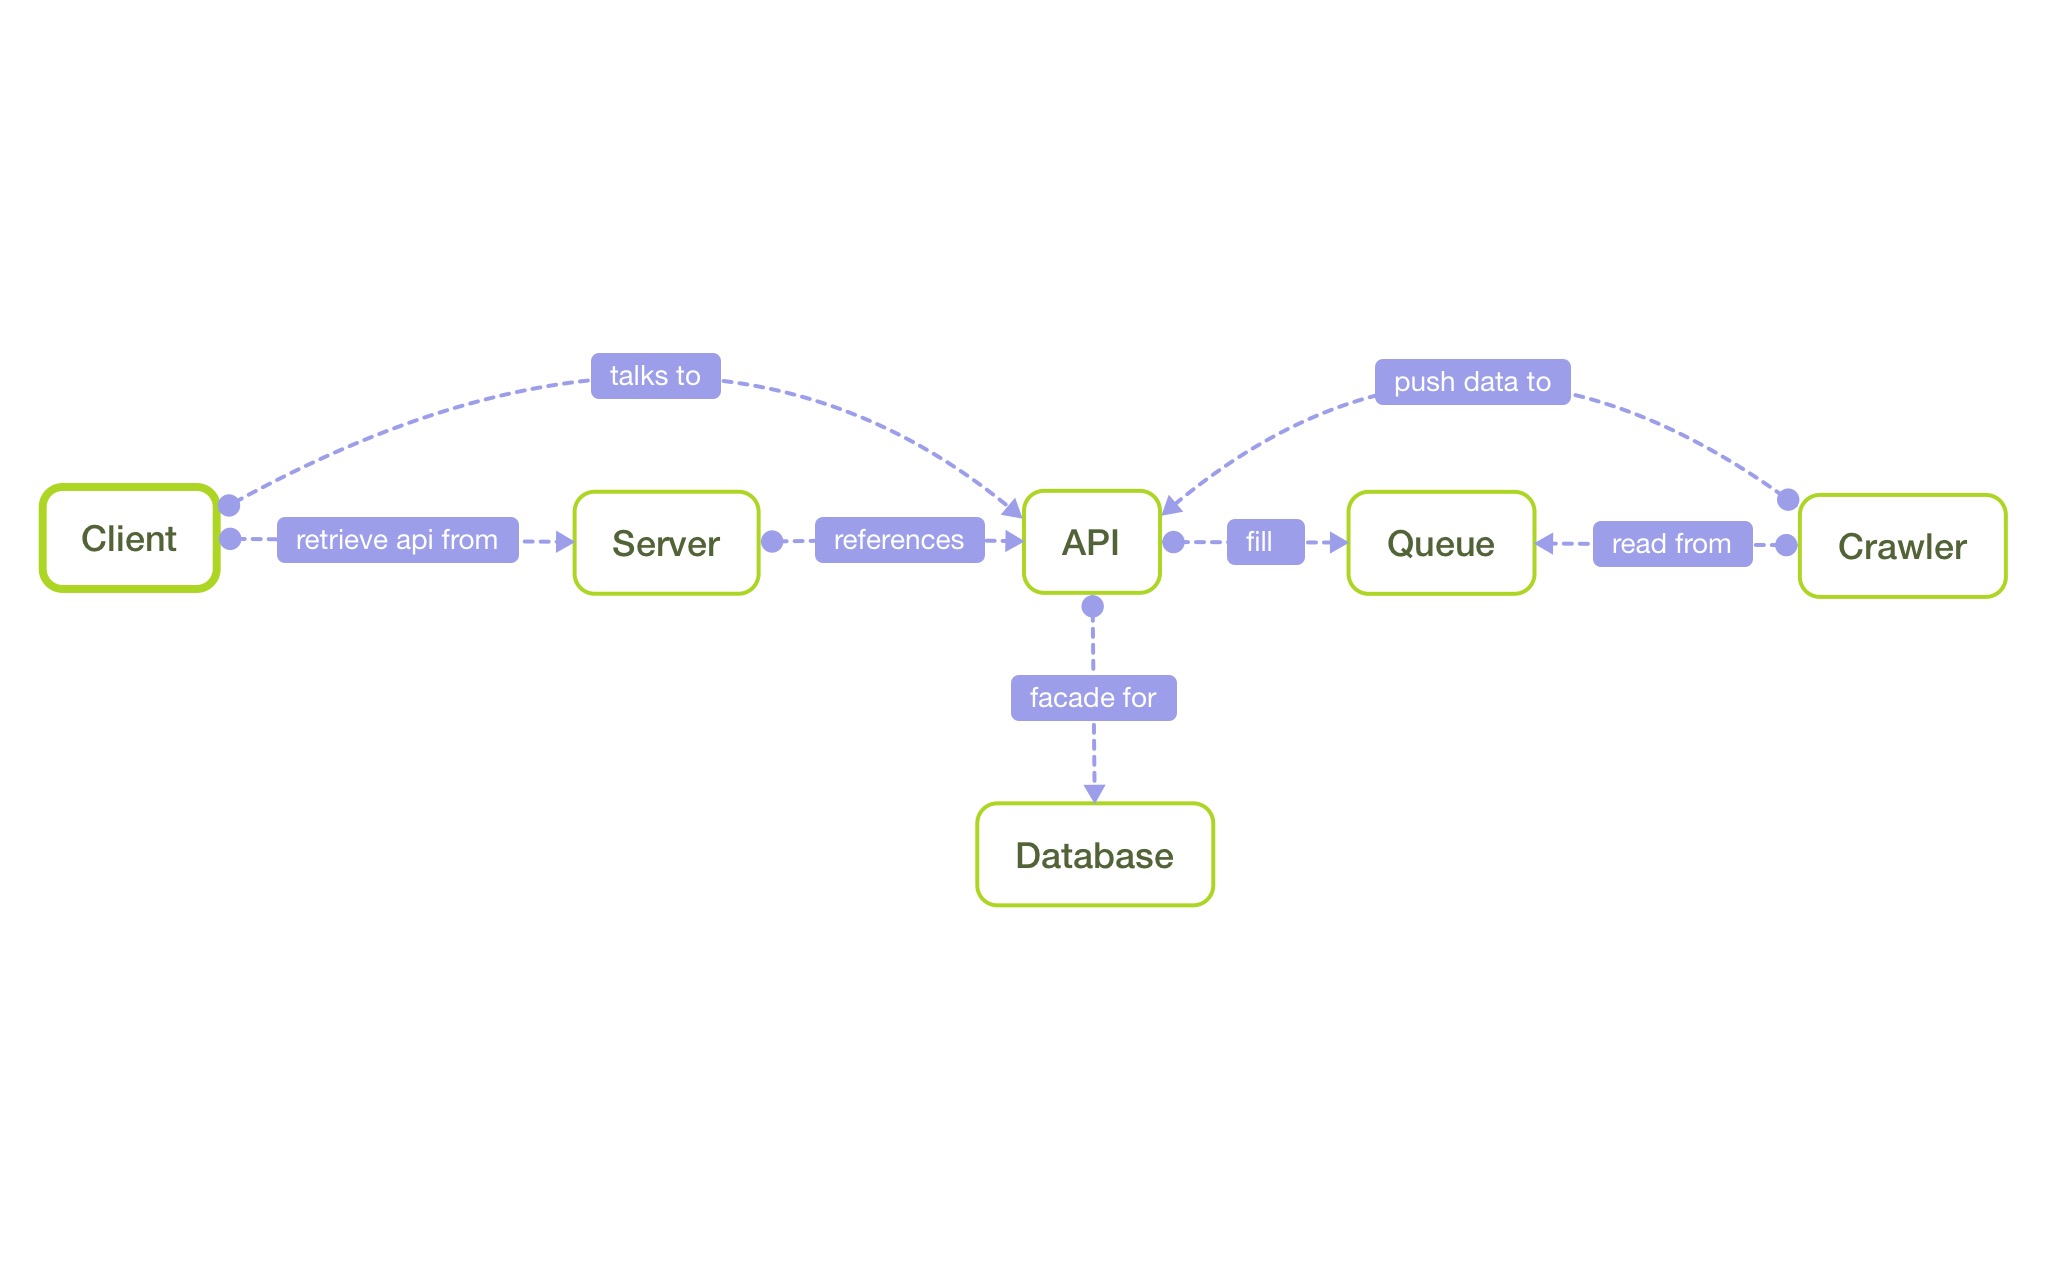 talks to
push data to
Client
retrieve api from
Server
references
API
fill
Queue
read from
Crawler
facade for
Database